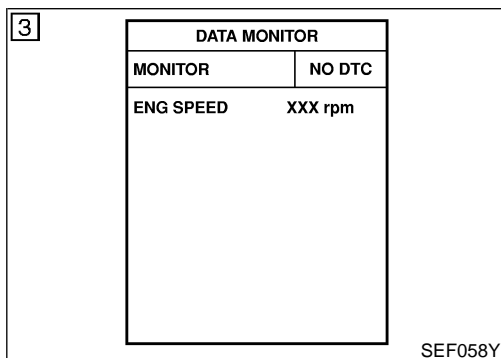 3
DATA MONITOR
MONITOR NO DTC
ENG SPEED XXX rpm
SEF058Y